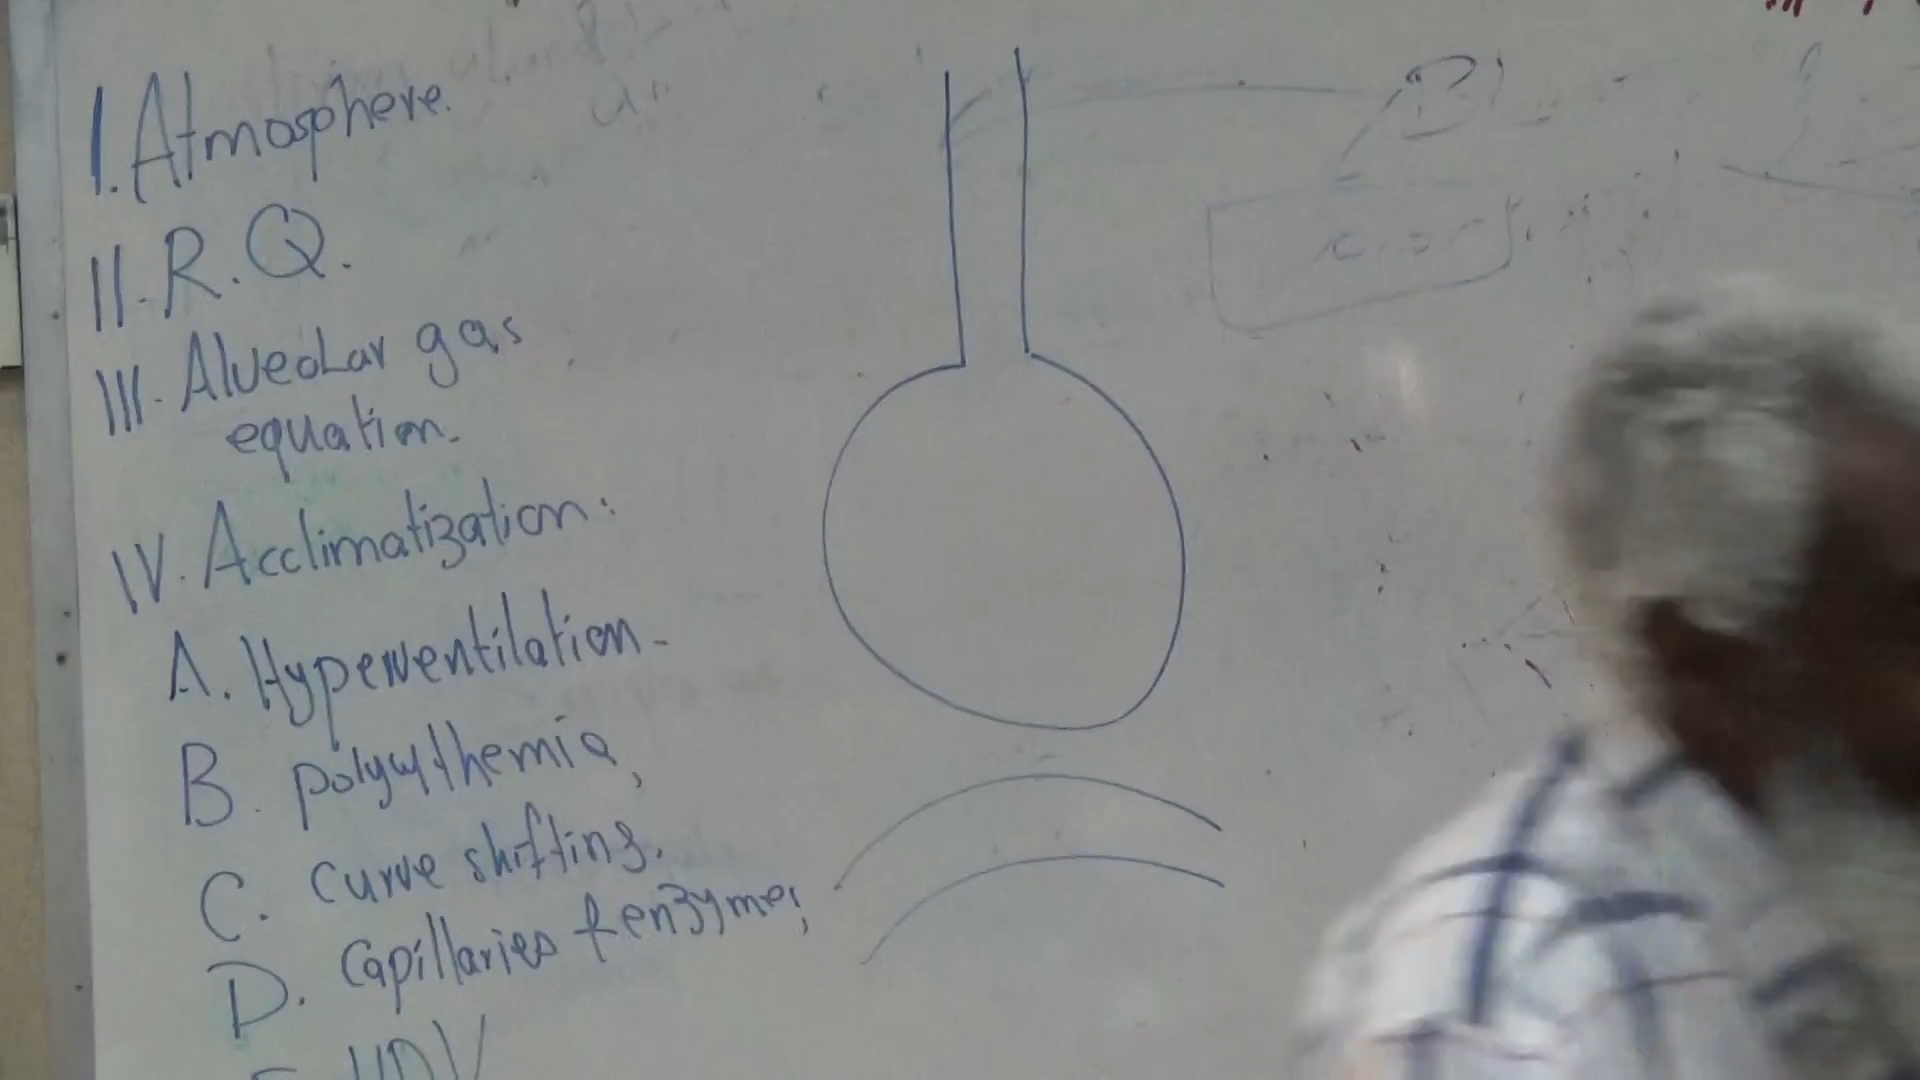 I. Atmosphere.
II. R.Q.
III. Alveolar gas
equation.
IV. Acclimatization:
A. Hyperventilation.
B. polycythemia,
C. Curve shifting.
D. Capillaries & enzymes,